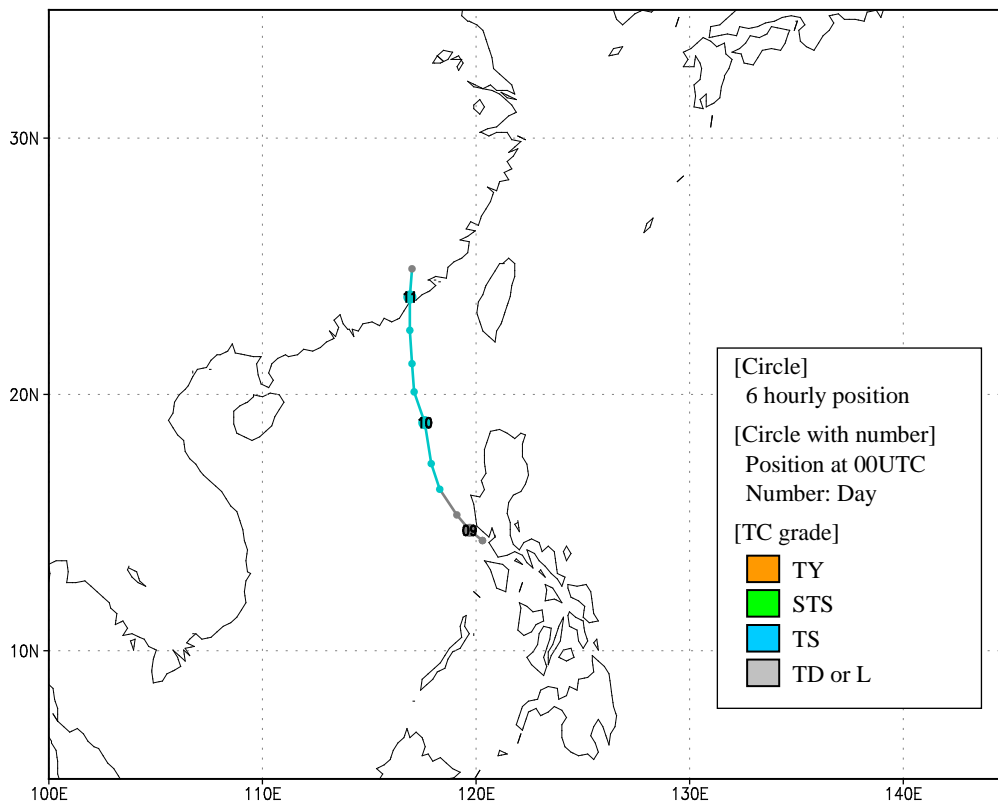 30N
20N
10N
100E
110E
120E
130E
140E
11
10
09
[Circle]
6 hourly position
[Circle with number]
Position at 00UTC
Number: Day
[TC grade]
TY
STS
TS
TD or L